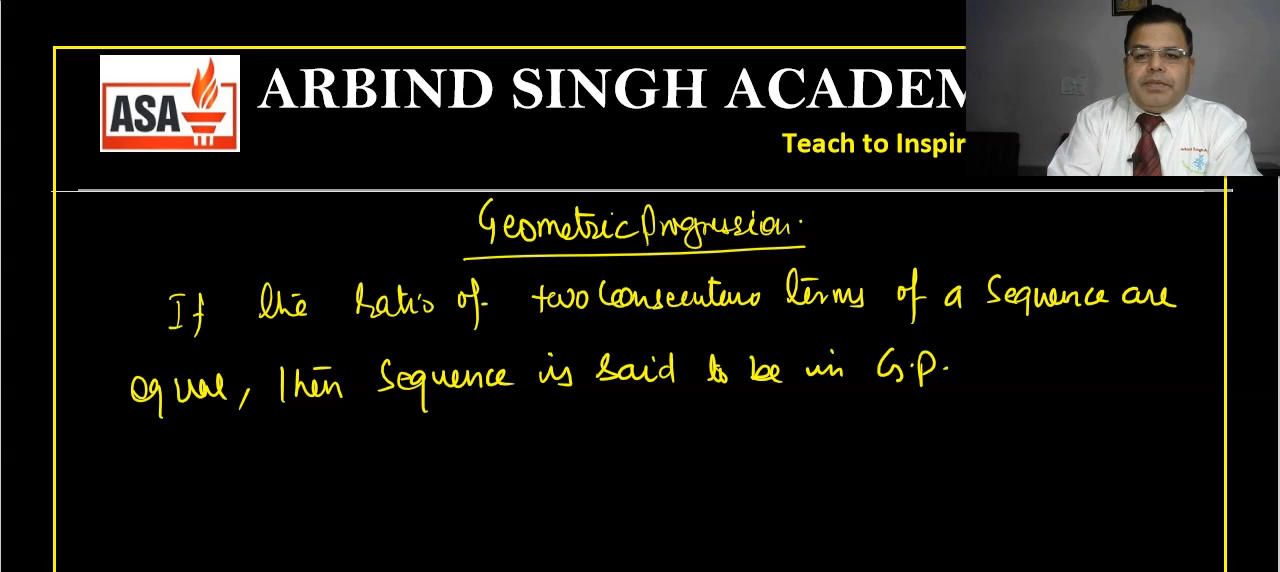 ASA
ARBIND SINGH ACADEM
Teach to Inspir
Geometric Progression.
If the ratio of two Consecutive terms of a sequence are
equal, then sequence is said to be in G.P.